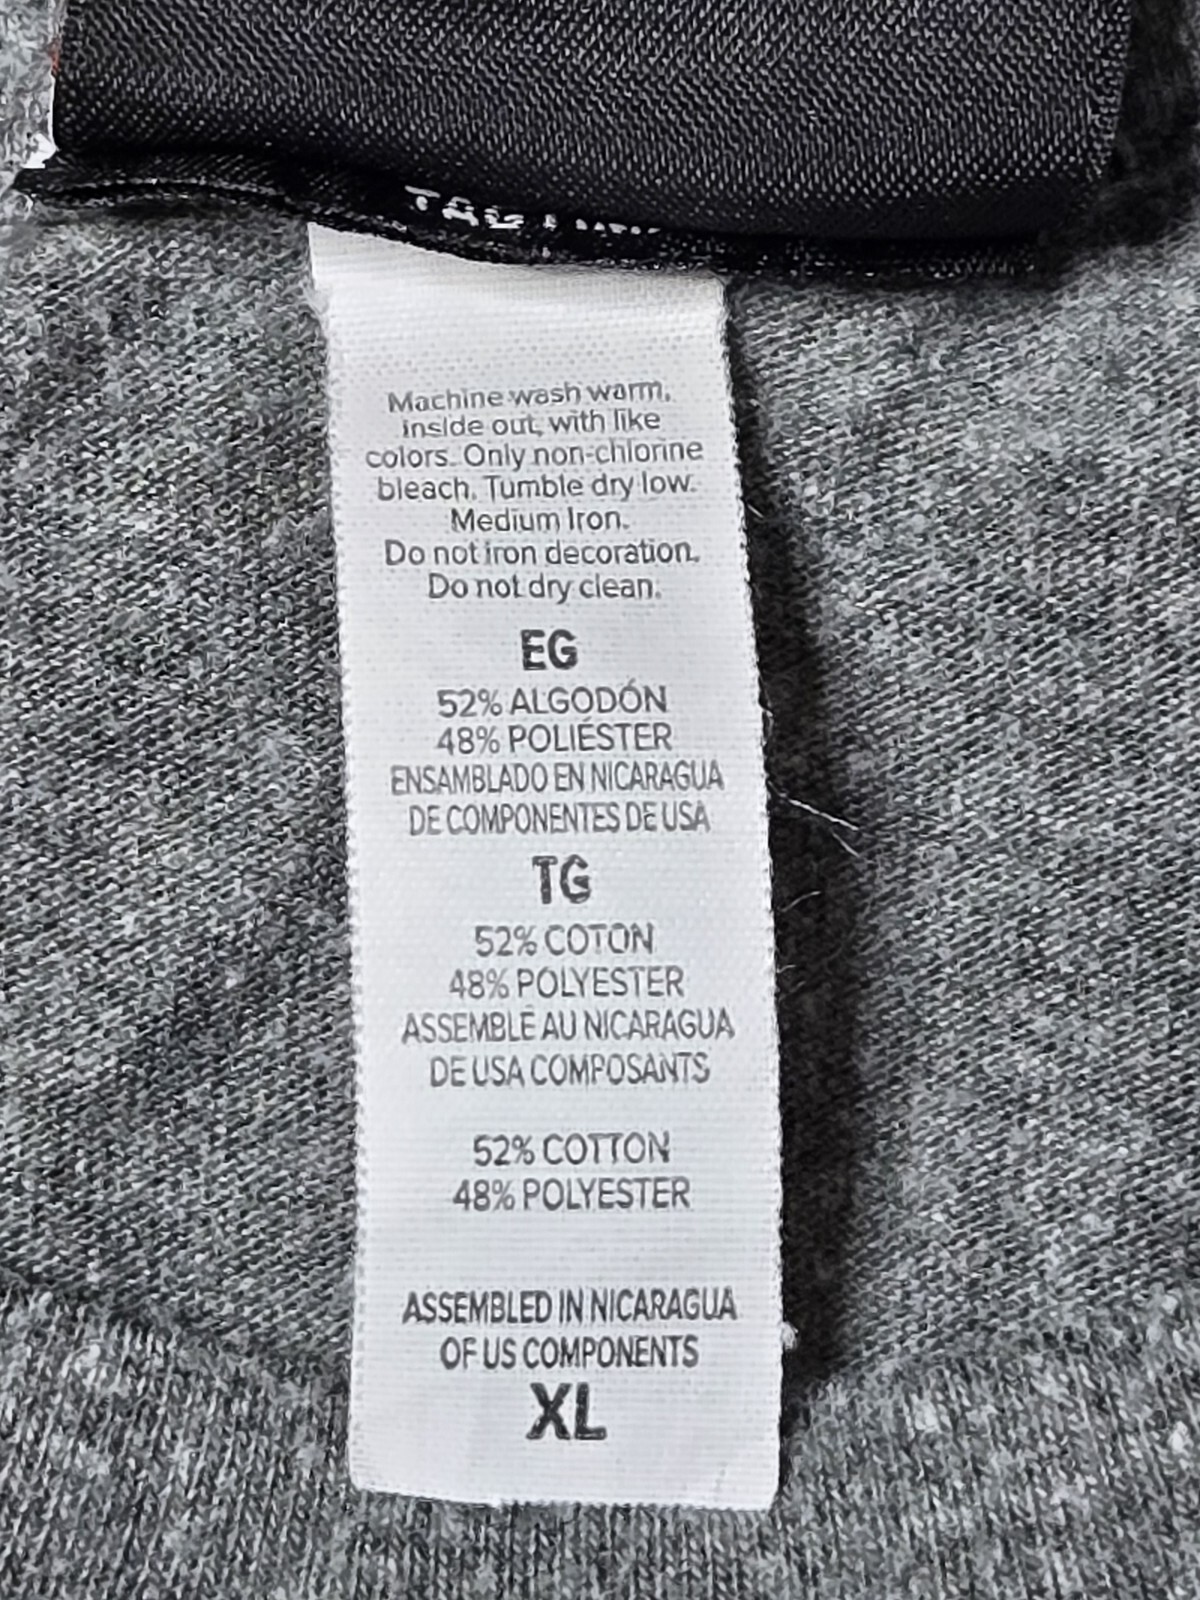 Machine wash warm,
inside out, with like
colors. Only non-chlorine
bleach. Tumble dry low.
Medium Iron.
Do not iron decoration.
Do not dry clean.
EG
52% ALGODÓN
48% POLIÉSTER
ENSAMBLADO EN NICARAGUA
DE COMPONENTES DE USA
TG
52% COTON
48% POLYESTER
ASSEMBLÉ AU NICARAGUA
DE USA COMPOSANTS
52% COTTON
48% POLYESTER
ASSEMBLED IN NICARAGUA
OF US COMPONENTS
XL